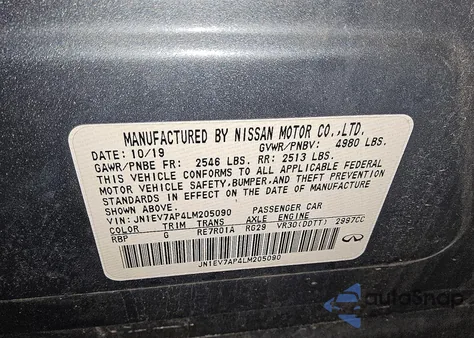 MANUFACTURED BY NISSAN MOTOR CO.,LTD.
DATE: 10/19 GVWR/PNBV: 4980 LBS.
GAWR/PNBE FR: 2546 LBS. RR: 2513 LBS.
THIS VEHICLE CONFORMS TO ALL APPLICABLE FEDERAL
MOTOR VEHICLE SAFETY,BUMPER,AND THEFT PREVENTION
STANDARDS IN EFFECT ON THE DATE OF MANUFACTURE
SHOWN ABOVE.
VIN:JN1EV7AP4LM205090 PASSENGER CAR
COLOR TRIM TRANS AXLE ENGINE
RBP G RE7R01A RG29 VR30(DDTT) 2997CC
JN1EV7AP4LM205090
autoSnap